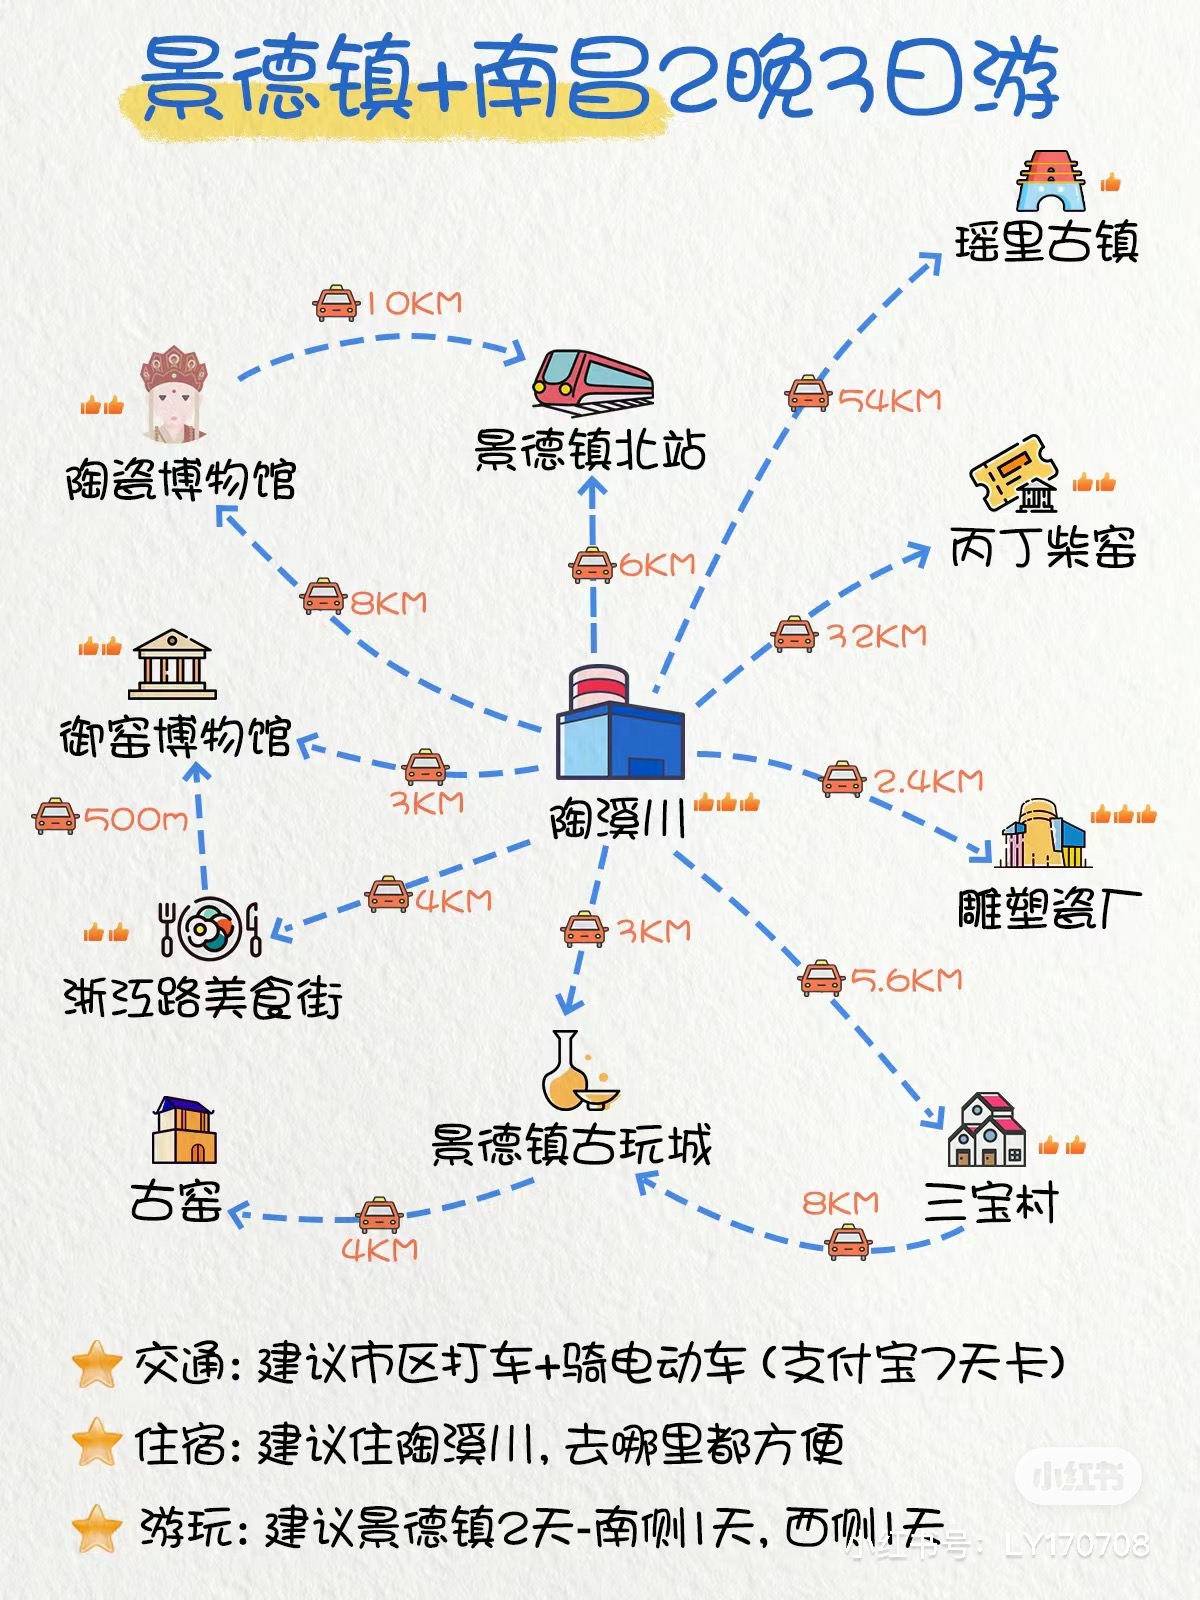 景德镇+南昌2晚3日游
瑶里古镇
10KM
54KM
陶瓷博物馆
景德镇北站
丙丁柴窑
6KM
8KM
32KM
御窑博物馆
3KM
2.4KM
500m
陶溪川
雕塑瓷厂
4KM
3KM
浙江路美食街
5.6KM
景德镇古玩城
古窑
三宝村
8KM
4KM
交通: 建议市区打车+骑电动车 (支付宝7天卡)
住宿: 建议住陶溪川, 去哪里都方便
小红书
游玩: 建议景德镇2天-南侧1天, 西侧1天
小红书号: LY170708